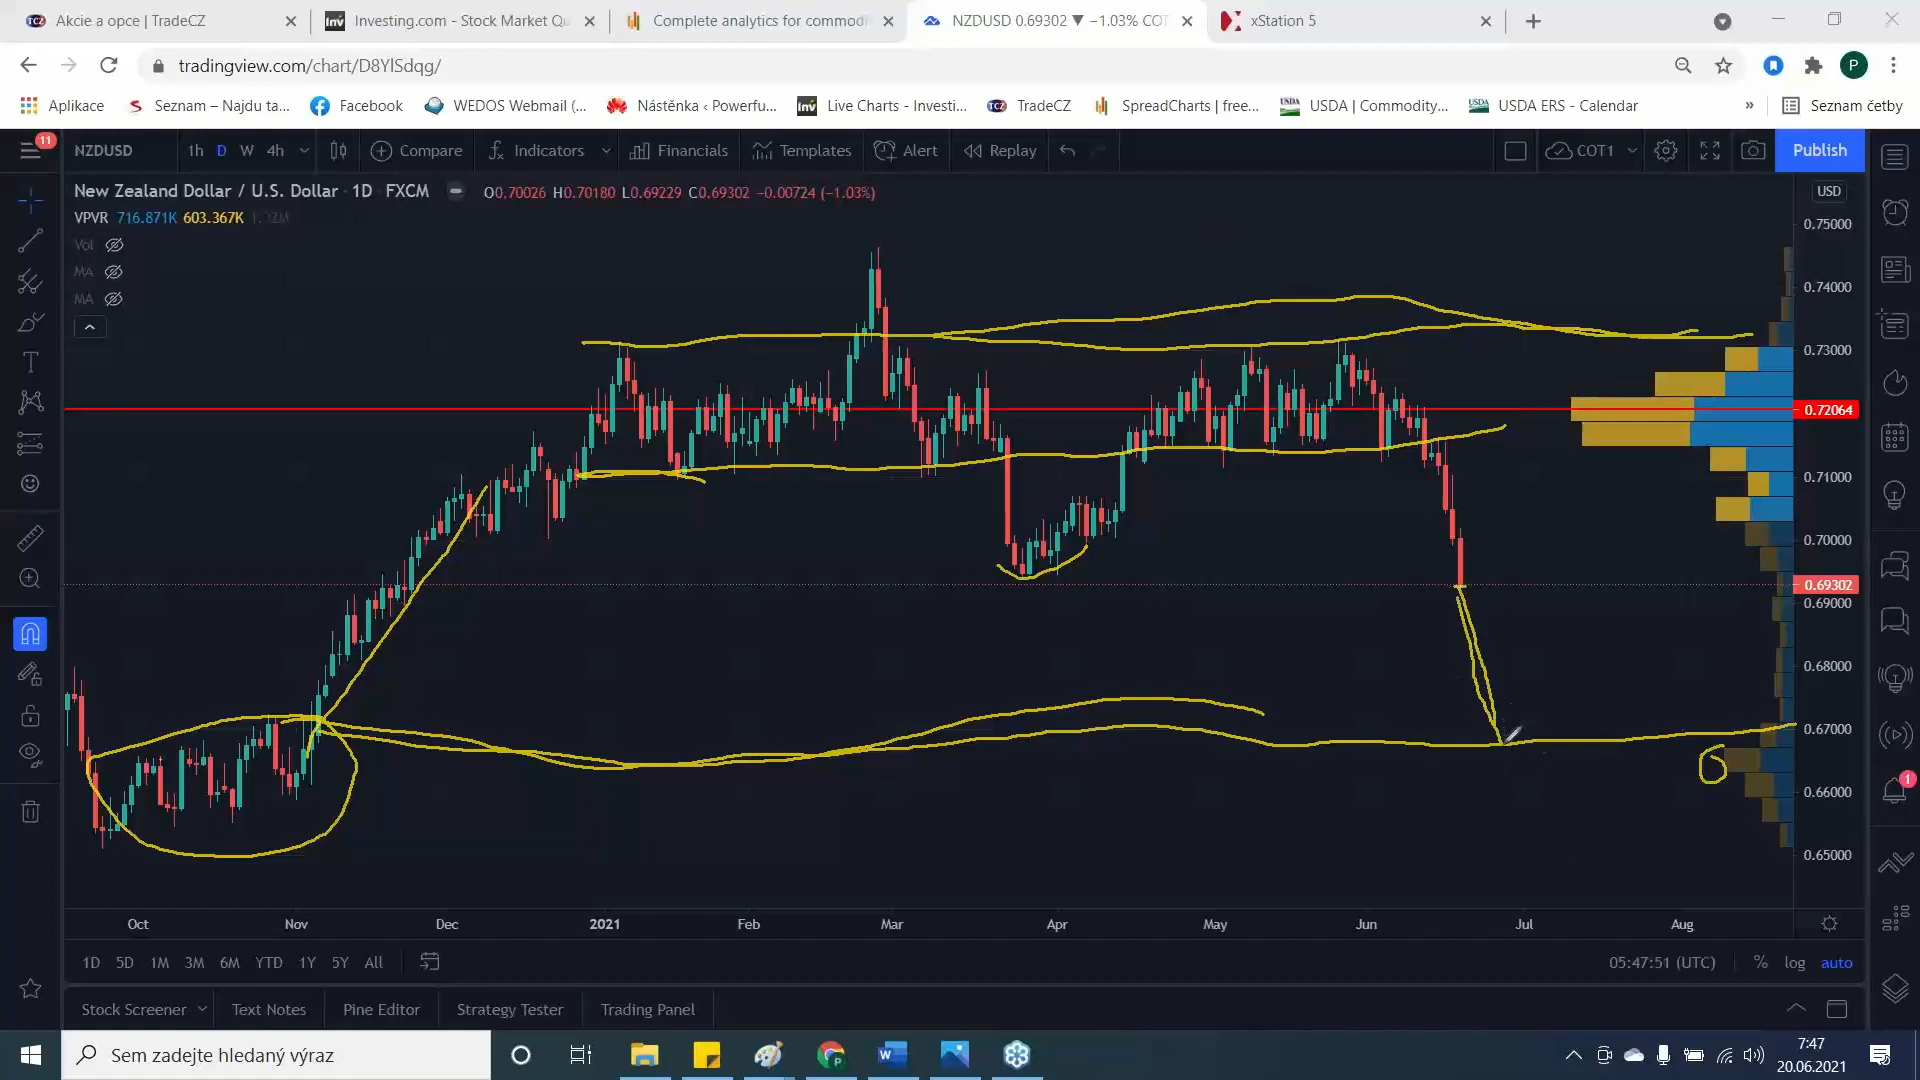 Akcie a opce | TradeCZ
Investing.com - Stock Market Qu
Complete analytics for commodi
NZDUSD 0.69302 ▼ −1.03% COT
xStation 5
tradingview.com/chart/D8YlSdqg/
P
Aplikace
Seznam – Najdu ta...
Facebook
WEDOS Webmail (...
Nástěnka ‹ Powerfu...
Live Charts - Investi...
TradeCZ
SpreadCharts | free...
USDA | Commodity...
USDA ERS - Calendar
»
Seznam četby
11
NZDUSD
1h D W 4h
Compare
Indicators
Financials
Templates
Alert
Replay
COT1
Publish
New Zealand Dollar / U.S. Dollar · 1D · FXCM
O0.70026 H0.70180 L0.69229 C0.69302 −0.00724 (−1.03%)
USD
VPVR 716.871K 603.367K
Vol
MA
MA
0.75000
0.74000
0.73000
0.72064
0.71000
0.70000
0.69302
0.69000
0.68000
0.67000
0.66000
0.65000
1
Oct Nov Dec 2021 Feb Mar Apr May Jun Jul Aug
1D 5D 1M 3M 6M YTD 1Y 5Y All
05:47:51 (UTC)
% log auto
Stock Screener
Text Notes
Pine Editor
Strategy Tester
Trading Panel
Sem zadejte hledaný výraz
7:47
20.06.2021